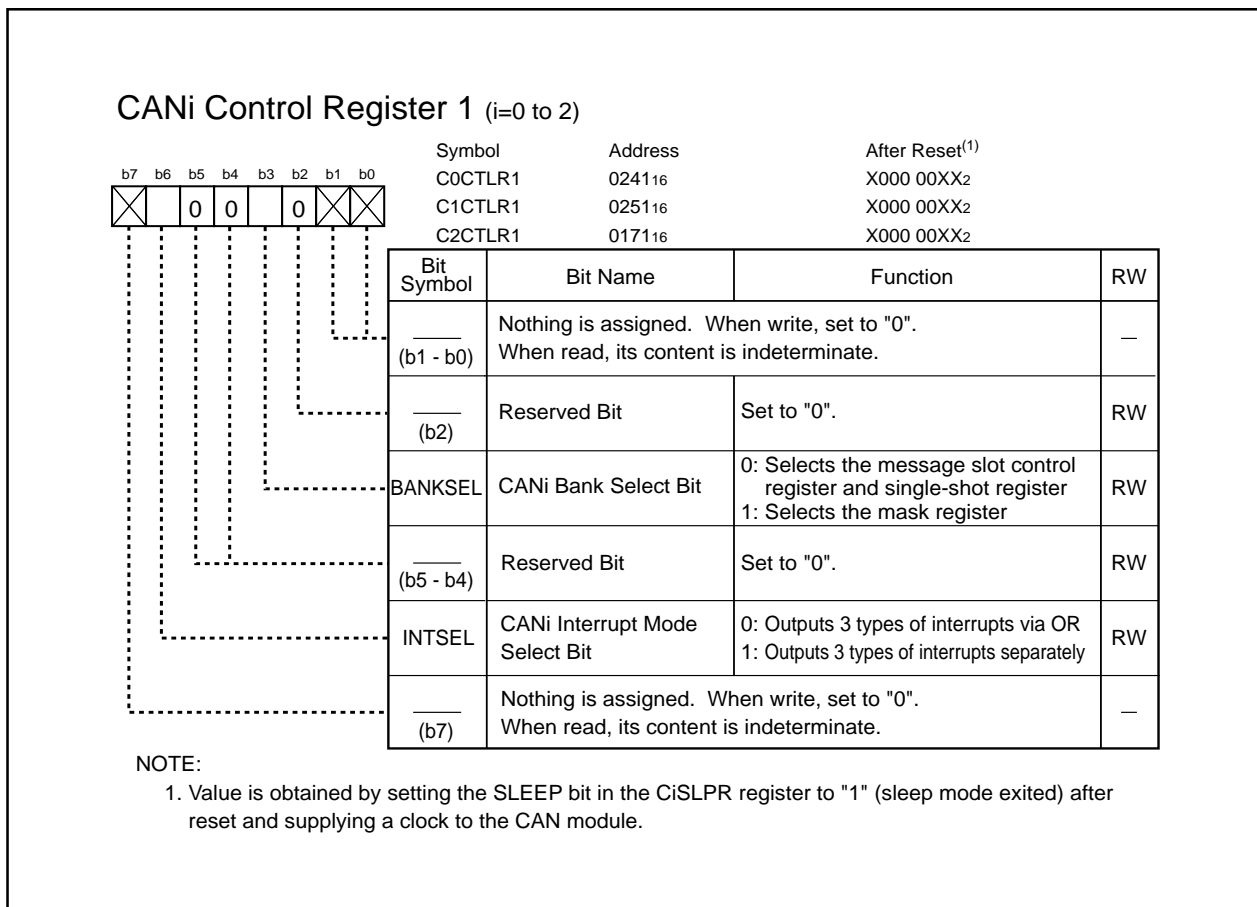 CANi Control Register 1 (i=0 to 2)
Symbol Address After Reset(1)
C0CTLR1 024116 X000 00XX2
C1CTLR1 025116 X000 00XX2
C2CTLR1 017116 X000 00XX2
b7 b6 b5 b4 b3 b2 b1 b0
0 0 0
Bit Symbol Bit Name Function RW
(b1 - b0) Nothing is assigned. When write, set to "0".
When read, its content is indeterminate. —
(b2) Reserved Bit Set to "0". RW
BANKSEL CANi Bank Select Bit 0: Selects the message slot control
register and single-shot register
1: Selects the mask register RW
(b5 - b4) Reserved Bit Set to "0". RW
INTSEL CANi Interrupt Mode
Select Bit 0: Outputs 3 types of interrupts via OR
1: Outputs 3 types of interrupts separately RW
(b7) Nothing is assigned. When write, set to "0".
When read, its content is indeterminate. —
NOTE:
1. Value is obtained by setting the SLEEP bit in the CiSLPR register to "1" (sleep mode exited) after
reset and supplying a clock to the CAN module.